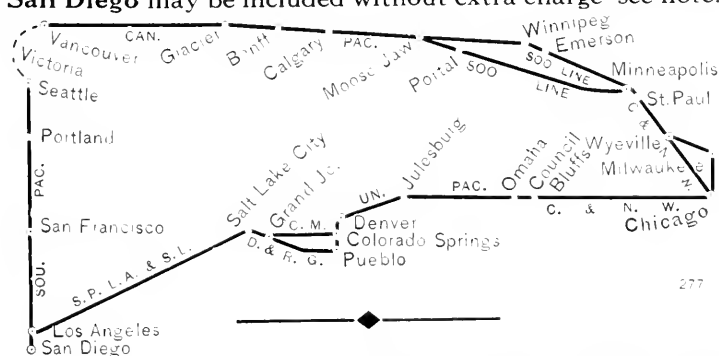 San Diego may be included without extra charge see note.
CAN.
PAC.
Vancouver
Victoria
Glacier
Banff
Calgary
Moose Jaw
Portal
Winnipeg
Emerson
SOO LINE
SOO LINE
Minneapolis
St. Paul
C. & N. W.
Wyeville
Milwaukee
Chicago
Seattle
Portland
PAC.
San Francisco
SOU.
S.P. L.A. & S.L.
Salt Lake City
Grand Jc.
C. M.
D. & R. G.
UN. PAC.
Julesburg
Omaha
Council
Bluffs
C. & N. W.
Denver
Colorado Springs
Pueblo
277
Los Angeles
San Diego